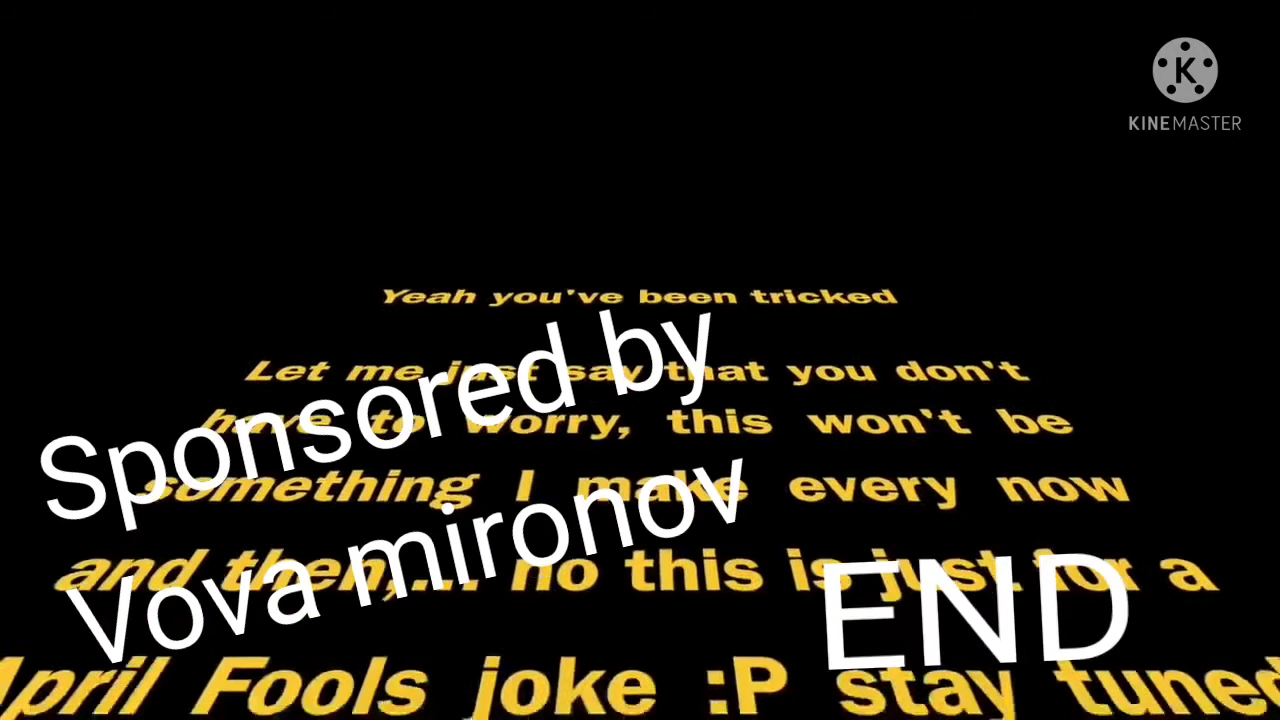 KINEMASTER
Yeah you've been tricked
Let me just say that you don't
have to worry, this won't be
something I make every now
and then,... no this is just for a
April Fools joke :P stay tuned
Sponsored by
Vova mironov
END